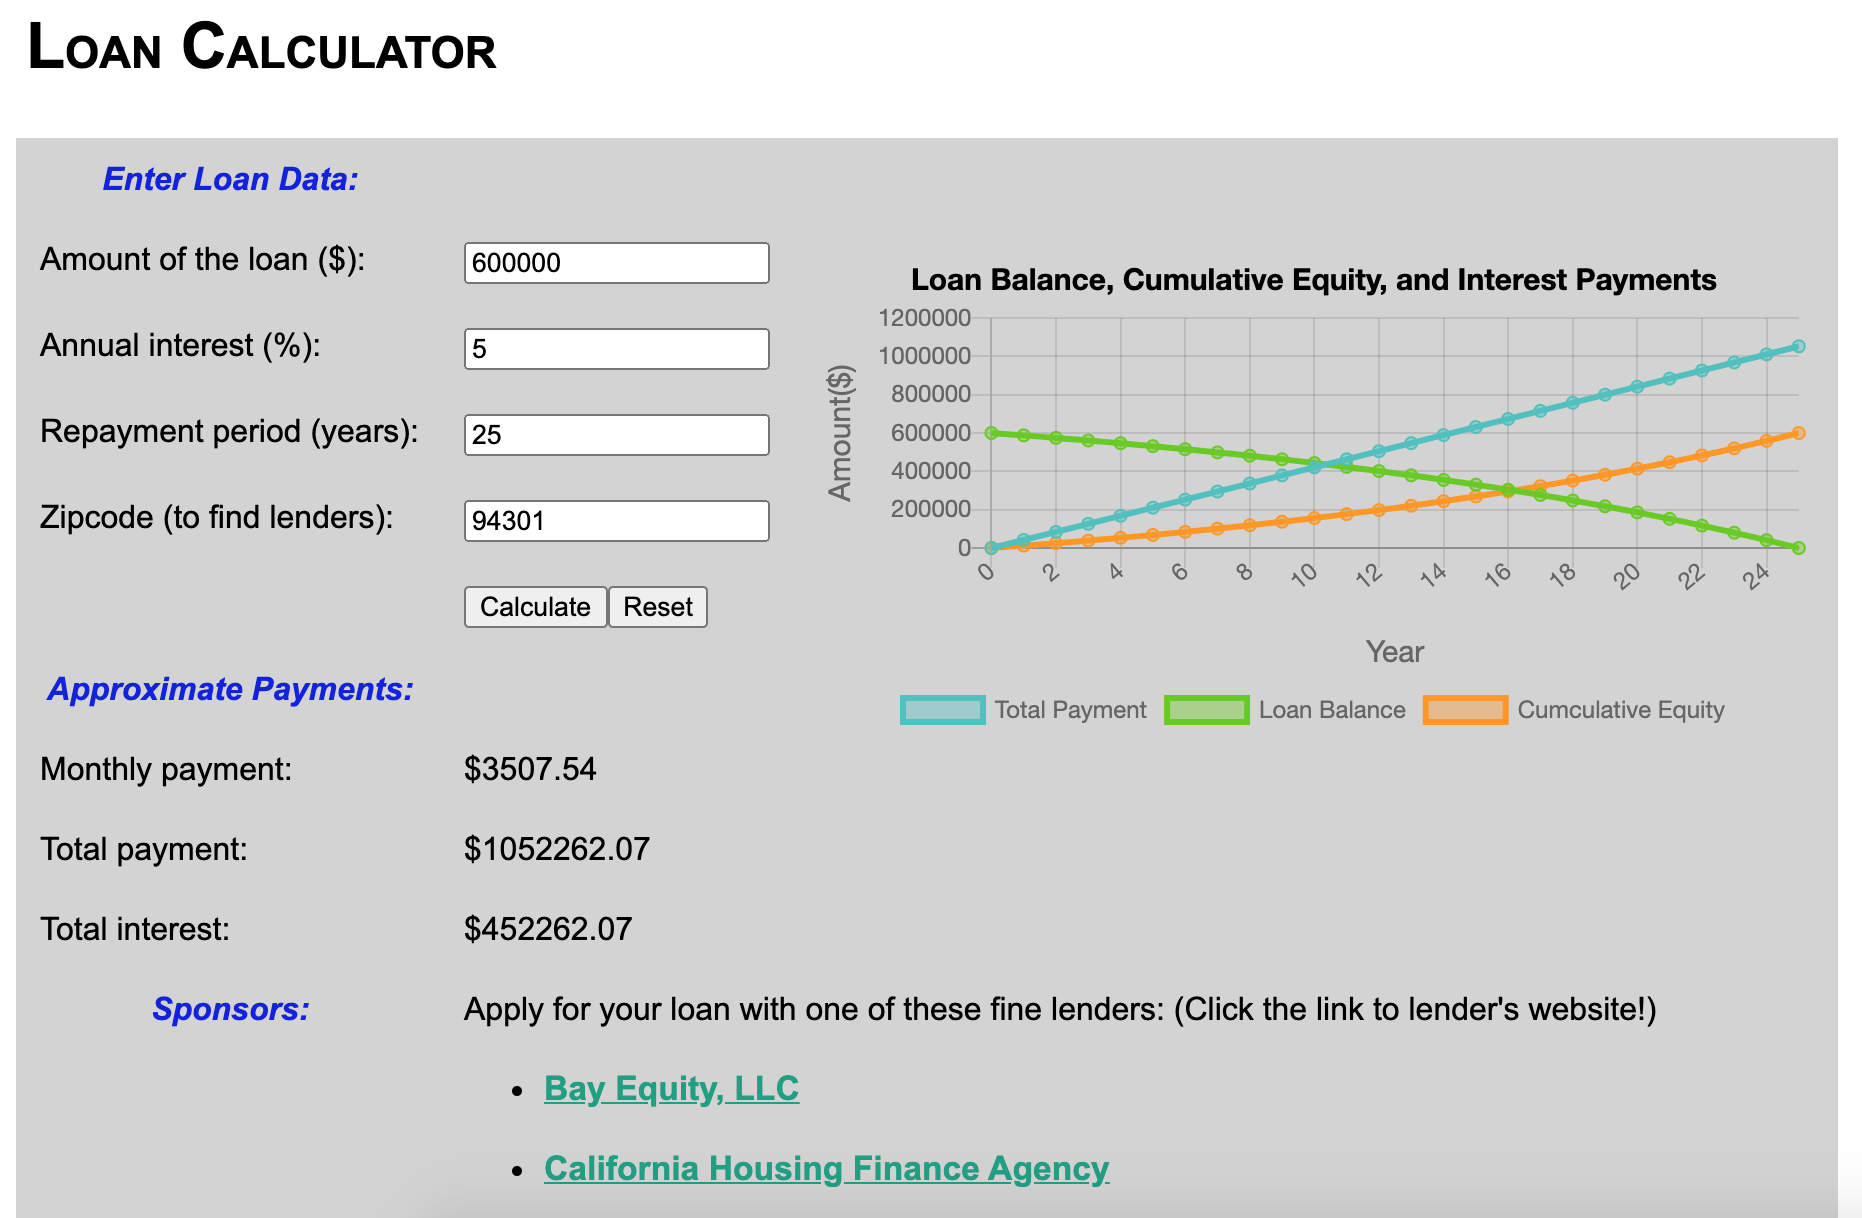 Loan Calculator
Enter Loan Data:
Amount of the loan ($):
600000
Annual interest (%):
5
Repayment period (years):
25
Zipcode (to find lenders):
94301
Calculate
Reset
Loan Balance, Cumulative Equity, and Interest Payments
Amount($)
1200000
1000000
800000
600000
400000
200000
0
0 2 4 6 8 10 12 14 16 18 20 22 24
Year
Total Payment
Loan Balance
Cumculative Equity
Approximate Payments:
Monthly payment:
$3507.54
Total payment:
$1052262.07
Total interest:
$452262.07
Sponsors:
Apply for your loan with one of these fine lenders: (Click the link to lender's website!)
Bay Equity, LLC
California Housing Finance Agency